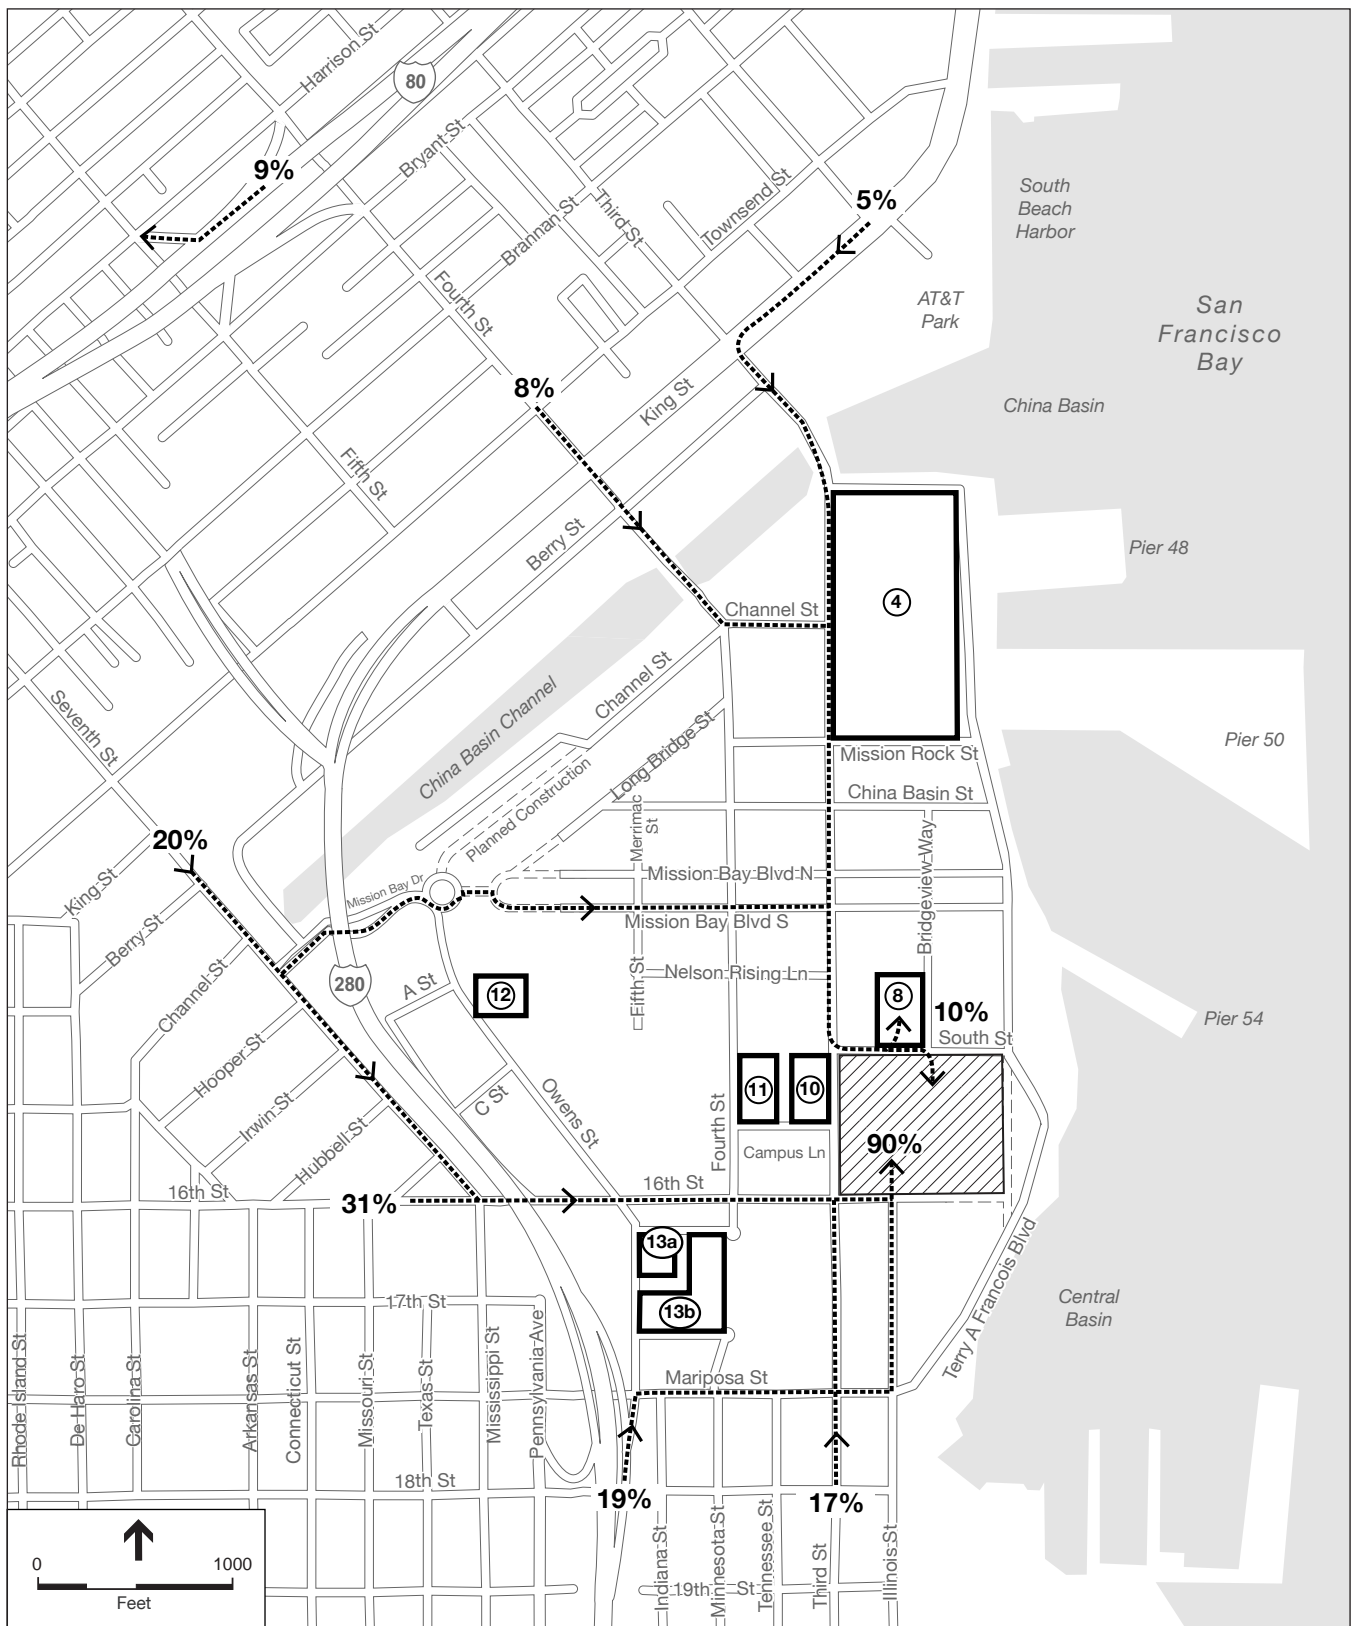 Harrison St
80
Bryant St
9%
Third St
Townsend St
5%
South
Beach
Harbor
Brannan St
Fourth St
AT&T
Park
San
Francisco
Bay
8%
King St
China Basin
Fifth St
Berry St
Pier 48
4
Channel St
Seventh St
China Basin Channel
Channel St
Long Bridge St
Planned Construction
Mission Rock St
Pier 50
China Basin St
Merrimac
St
Bridgeview Way
20%
King St
Mission Bay Dr
Mission Bay Blvd N
Mission Bay Blvd S
Berry St
Channel St
280
A St
12
Fifth St
Nelson Rising Ln
8
10%
South St
Pier 54
Hooper St
Irwin St
Hubbell St
C St
Owens St
Fourth St
11
10
Campus Ln
90%
16th St
31%
16th St
13a
13b
Terry A Francois Blvd
Central
Basin
17th St
Rhode Island St
De Haro St
Carolina St
Arkansas St
Connecticut St
Missouri St
Texas St
Mississippi St
Pennsylvania Ave
Mariposa St
18th St
19%
17%
Indiana St
Minnesota St
Tennessee St
Third St
Illinois St
19th St
0
1000
Feet